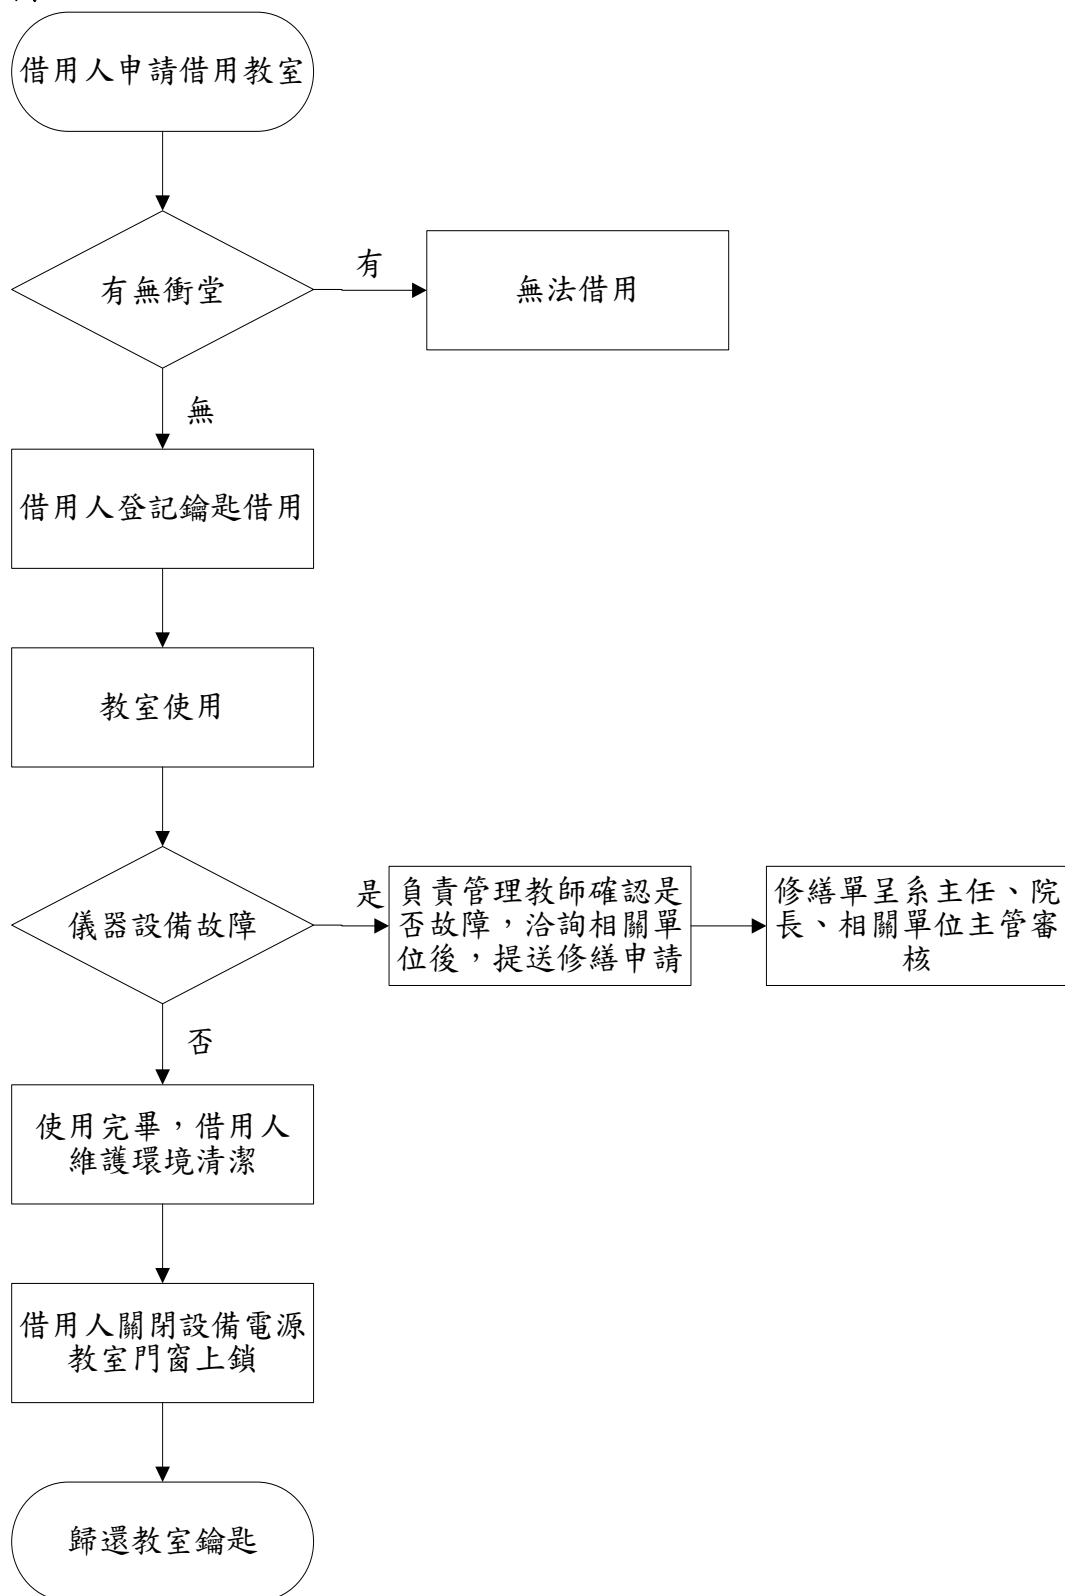 借用人申請借用教室
有無衝堂
有
無法借用
無
借用人登記鑰匙借用
教室使用
儀器設備故障
是
負責管理教師確認是
否故障，洽詢相關單
位後，提送修繕申請
修繕單呈系主任、院
長、相關單位主管審
核
否
使用完畢，借用人
維護環境清潔
借用人關閉設備電源
教室門窗上鎖
歸還教室鑰匙